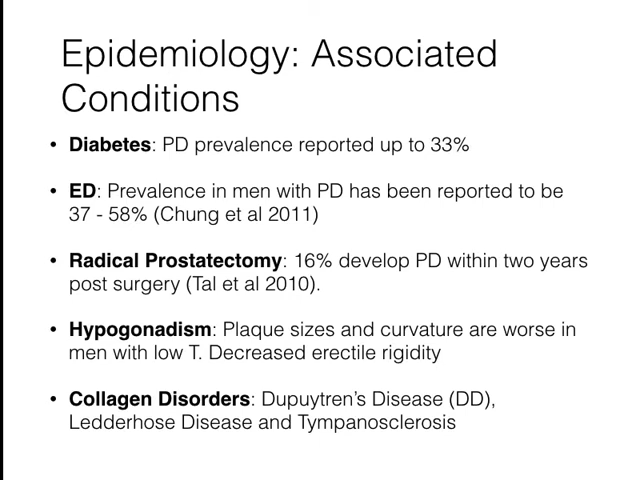 Epidemiology: Associated
Conditions
• Diabetes: PD prevalence reported up to 33%
• ED: Prevalence in men with PD has been reported to be
37 - 58% (Chung et al 2011)
• Radical Prostatectomy: 16% develop PD within two years
post surgery (Tal et al 2010).
• Hypogonadism: Plaque sizes and curvature are worse in
men with low T. Decreased erectile rigidity
• Collagen Disorders: Dupuytren's Disease (DD),
Ledderhose Disease and Tympanosclerosis